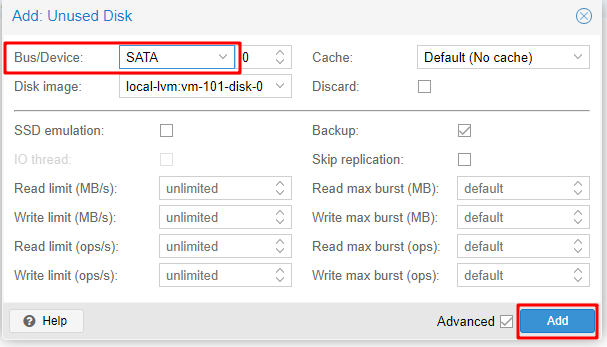 Add: Unused Disk
Bus/Device: SATA 0 Cache: Default (No cache)
Disk image: local-lvm:vm-101-disk-0 Discard:
SSD emulation: Backup:
IO thread: Skip replication:
Read limit (MB/s): unlimited Read max burst (MB): default
Write limit (MB/s): unlimited Write max burst (MB): default
Read limit (ops/s): unlimited Read max burst (ops): default
Write limit (ops/s): unlimited Write max burst (ops): default
? Help Advanced Add